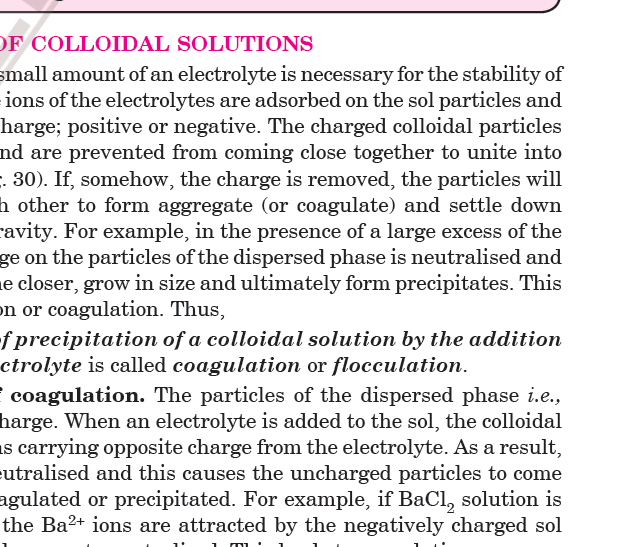 OF COLLOIDAL SOLUTIONS
small amount of an electrolyte is necessary for the stability of
ions of the electrolytes are adsorbed on the sol particles and
harge; positive or negative. The charged colloidal particles
nd are prevented from coming close together to unite into
. 30). If, somehow, the charge is removed, the particles will
h other to form aggregate (or coagulate) and settle down
ravity. For example, in the presence of a large excess of the
ge on the particles of the dispersed phase is neutralised and
e closer, grow in size and ultimately form precipitates. This
on or coagulation. Thus,
of precipitation of a colloidal solution by the addition
ctrolyte is called coagulation or flocculation.
f coagulation. The particles of the dispersed phase i.e.,
harge. When an electrolyte is added to the sol, the colloidal
ns carrying opposite charge from the electrolyte. As a result,
eutralised and this causes the uncharged particles to come
agulated or precipitated. For example, if BaCl₂ solution is
the Ba²⁺ ions are attracted by the negatively charged sol